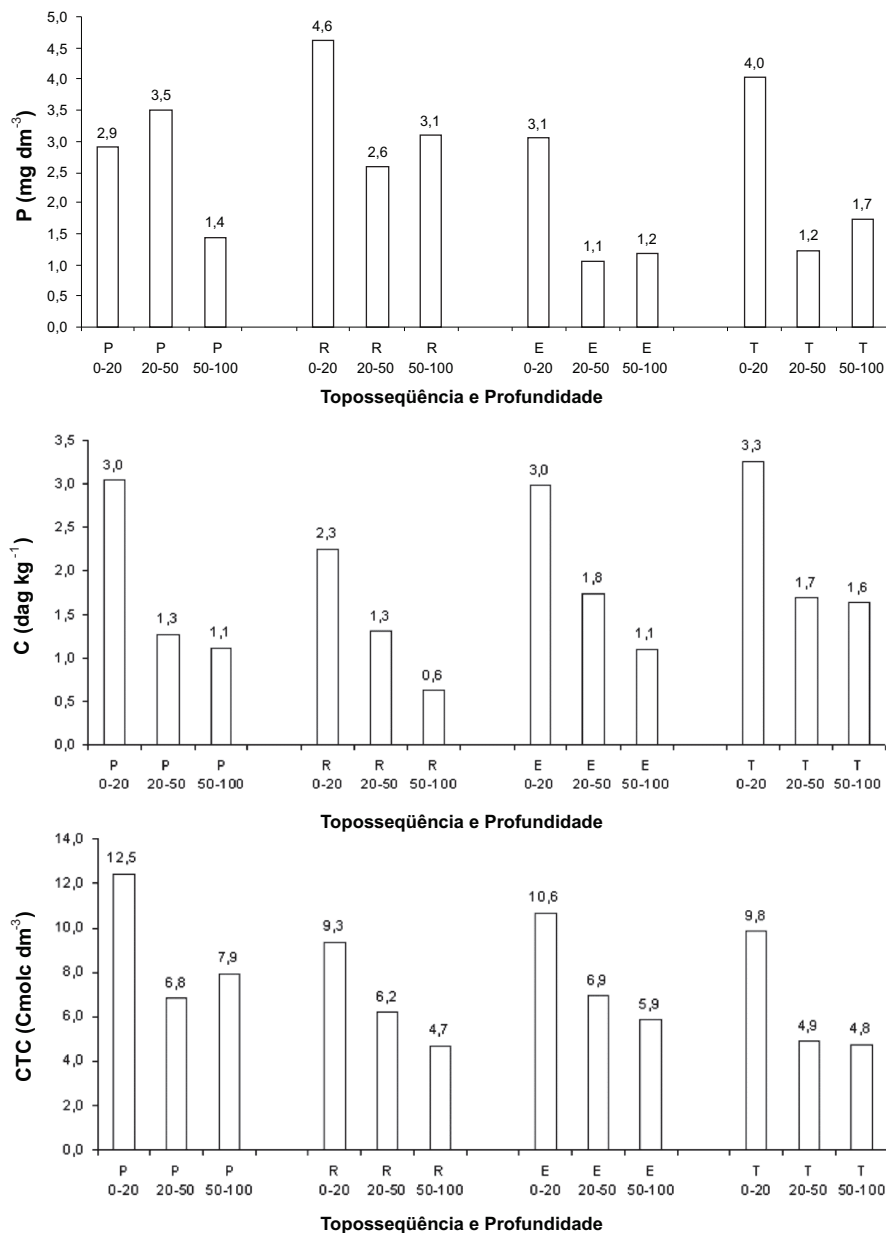 5,0
4,5
4,0
3,5
3,0
2,5
2,0
1,5
1,0
0,5
0,0
P (mg dm-3)
2,9 3,5 1,4 4,6 2,6 3,1 3,1 1,1 1,2 4,0 1,2 1,7
P P P R R R E E E T T T
0-20 20-50 50-100 0-20 20-50 50-100 0-20 20-50 50-100 0-20 20-50 50-100
Toposseqüência e Profundidade
3,5
3,0
2,5
2,0
1,5
1,0
0,5
0,0
C (dag kg-1)
3,0 1,3 1,1 2,3 1,3 0,6 3,0 1,8 1,1 3,3 1,7 1,6
P P P R R R E E E T T T
0-20 20-50 50-100 0-20 20-50 50-100 0-20 20-50 50-100 0-20 20-50 50-100
Toposseqüência e Profundidade
14,0
12,0
10,0
8,0
6,0
4,0
2,0
0,0
CTC (Cmolc dm-3)
12,5 6,8 7,9 9,3 6,2 4,7 10,6 6,9 5,9 9,8 4,9 4,8
P P P R R R E E E T T T
0-20 20-50 50-100 0-20 20-50 50-100 0-20 20-50 50-100 0-20 20-50 50-100
Toposseqüência e Profundidade